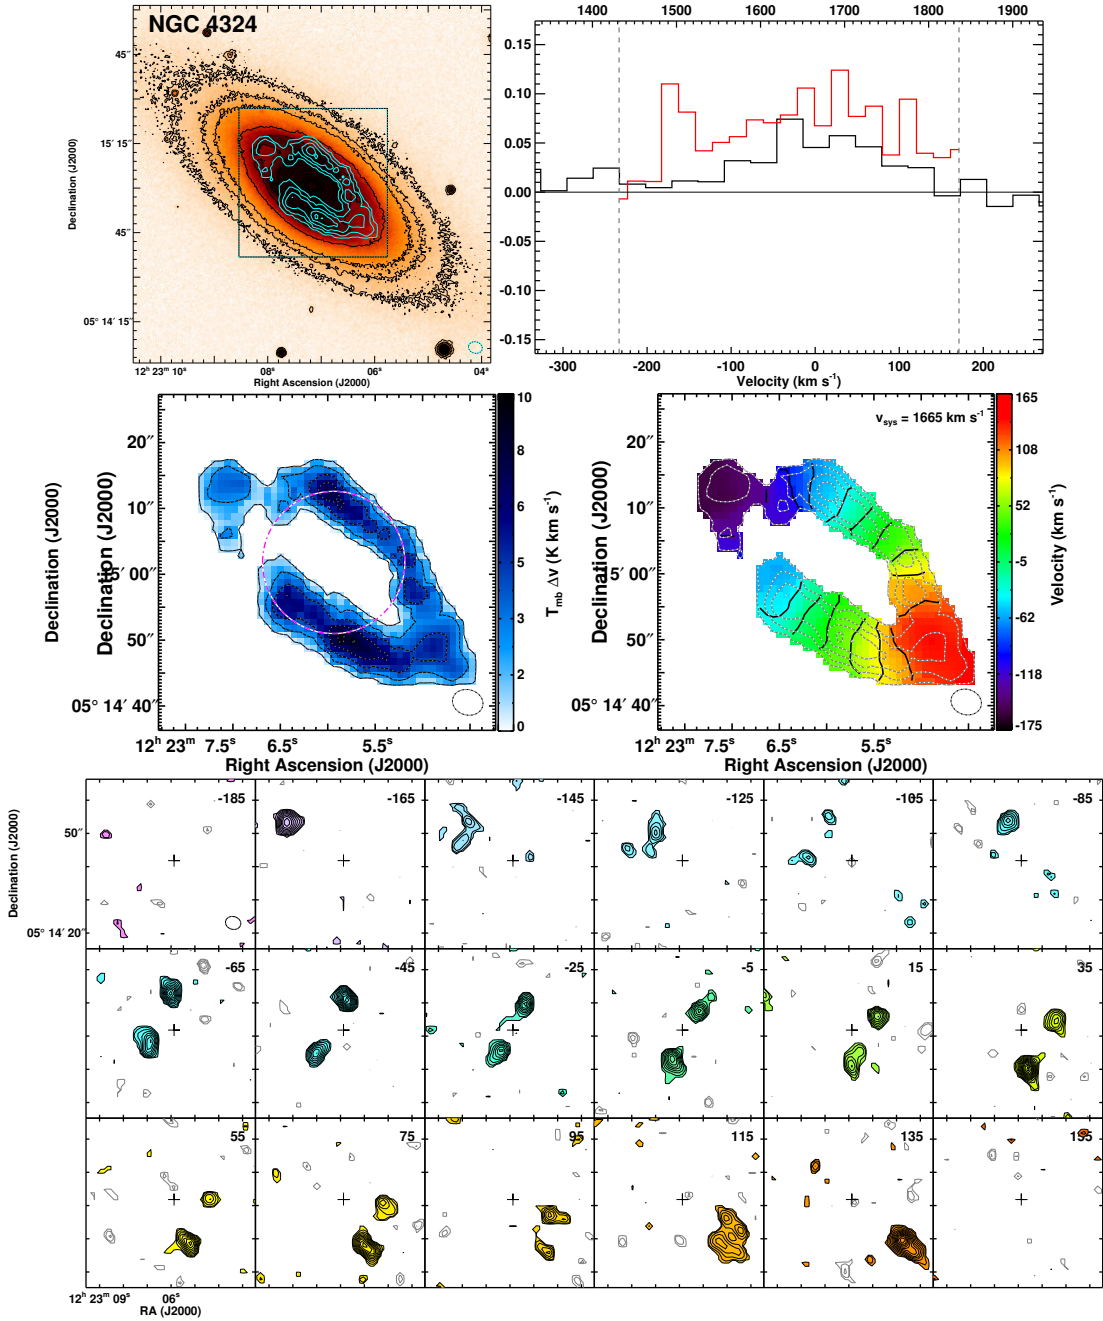 NGC 4324
Declination (J2000)
45″
15′ 15″
45″
05° 14′ 15″
12ʰ 23ᵐ 10ˢ 08ˢ 06ˢ 04ˢ
Right Ascension (J2000)
1400 1500 1600 1700 1800 1900
0.15
0.10
0.05
0.00
-0.05
-0.10
-0.15
-300 -200 -100 0 100 200
Velocity (km s⁻¹)
Declination (J2000)
Declination (J2000)
20″
10″
15′ 00″
50″
05° 14′ 40″
12ʰ 23ᵐ 7.5ˢ 6.5ˢ 5.5ˢ
Right Ascension (J2000)
10
8
6
5
3
2
0
T_mb Δv (K km s⁻¹)
v_sys = 1665 km s⁻¹
Declination (J2000)
20″
10″
15′ 00″
50″
05° 14′ 40″
12ʰ 23ᵐ 7.5ˢ 6.5ˢ 5.5ˢ
Right Ascension (J2000)
165
108
52
-5
-62
-118
-175
Velocity (km s⁻¹)
Declination (J2000)
50″
05° 14′ 20″
-185 -165 -145 -125 -105 -85
-65 -45 -25 -5 15 35
55 75 95 115 135 155
12ʰ 23ᵐ 09ˢ 06ˢ
RA (J2000)